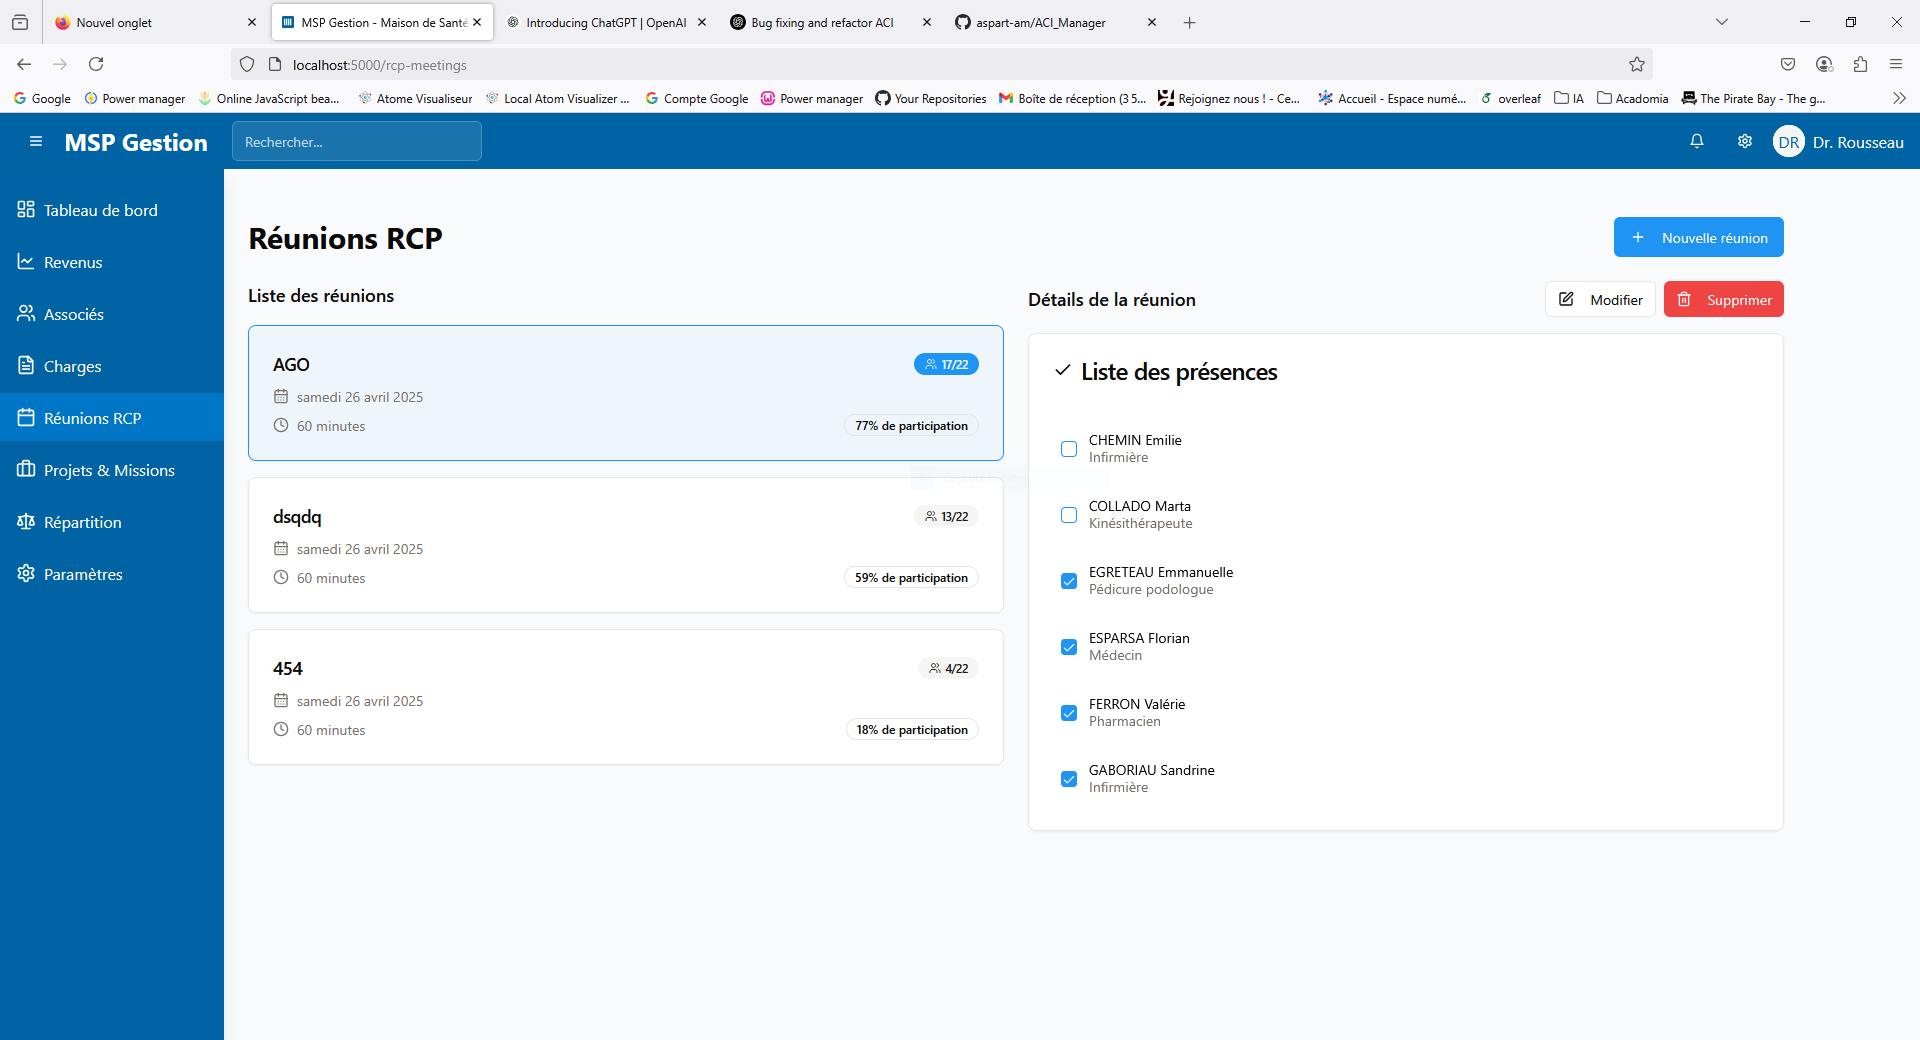 Nouvel onglet
MSP Gestion - Maison de Santé
Introducing ChatGPT | OpenAI
Bug fixing and refactor ACI
aspart-am/ACI_Manager
localhost:5000/rcp-meetings
Google
Power manager
Online JavaScript bea...
Atome Visualiseur
Local Atom Visualizer ...
Compte Google
Power manager
Your Repositories
Boîte de réception (3 5...
Rejoignez nous ! - Ce...
Accueil - Espace numé...
overleaf
IA
Acadomia
The Pirate Bay - The g...
MSP Gestion
Rechercher...
DR
Dr. Rousseau
Tableau de bord
Revenus
Associés
Charges
Réunions RCP
Projets & Missions
Répartition
Paramètres
Réunions RCP
Nouvelle réunion
Liste des réunions
AGO
17/22
samedi 26 avril 2025
60 minutes
77% de participation
dsqdq
13/22
samedi 26 avril 2025
60 minutes
59% de participation
454
4/22
samedi 26 avril 2025
60 minutes
18% de participation
Détails de la réunion
Modifier
Supprimer
Liste des présences
CHEMIN Emilie
Infirmière
COLLADO Marta
Kinésithérapeute
EGRETEAU Emmanuelle
Pédicure podologue
ESPARSA Florian
Médecin
FERRON Valérie
Pharmacien
GABORIAU Sandrine
Infirmière